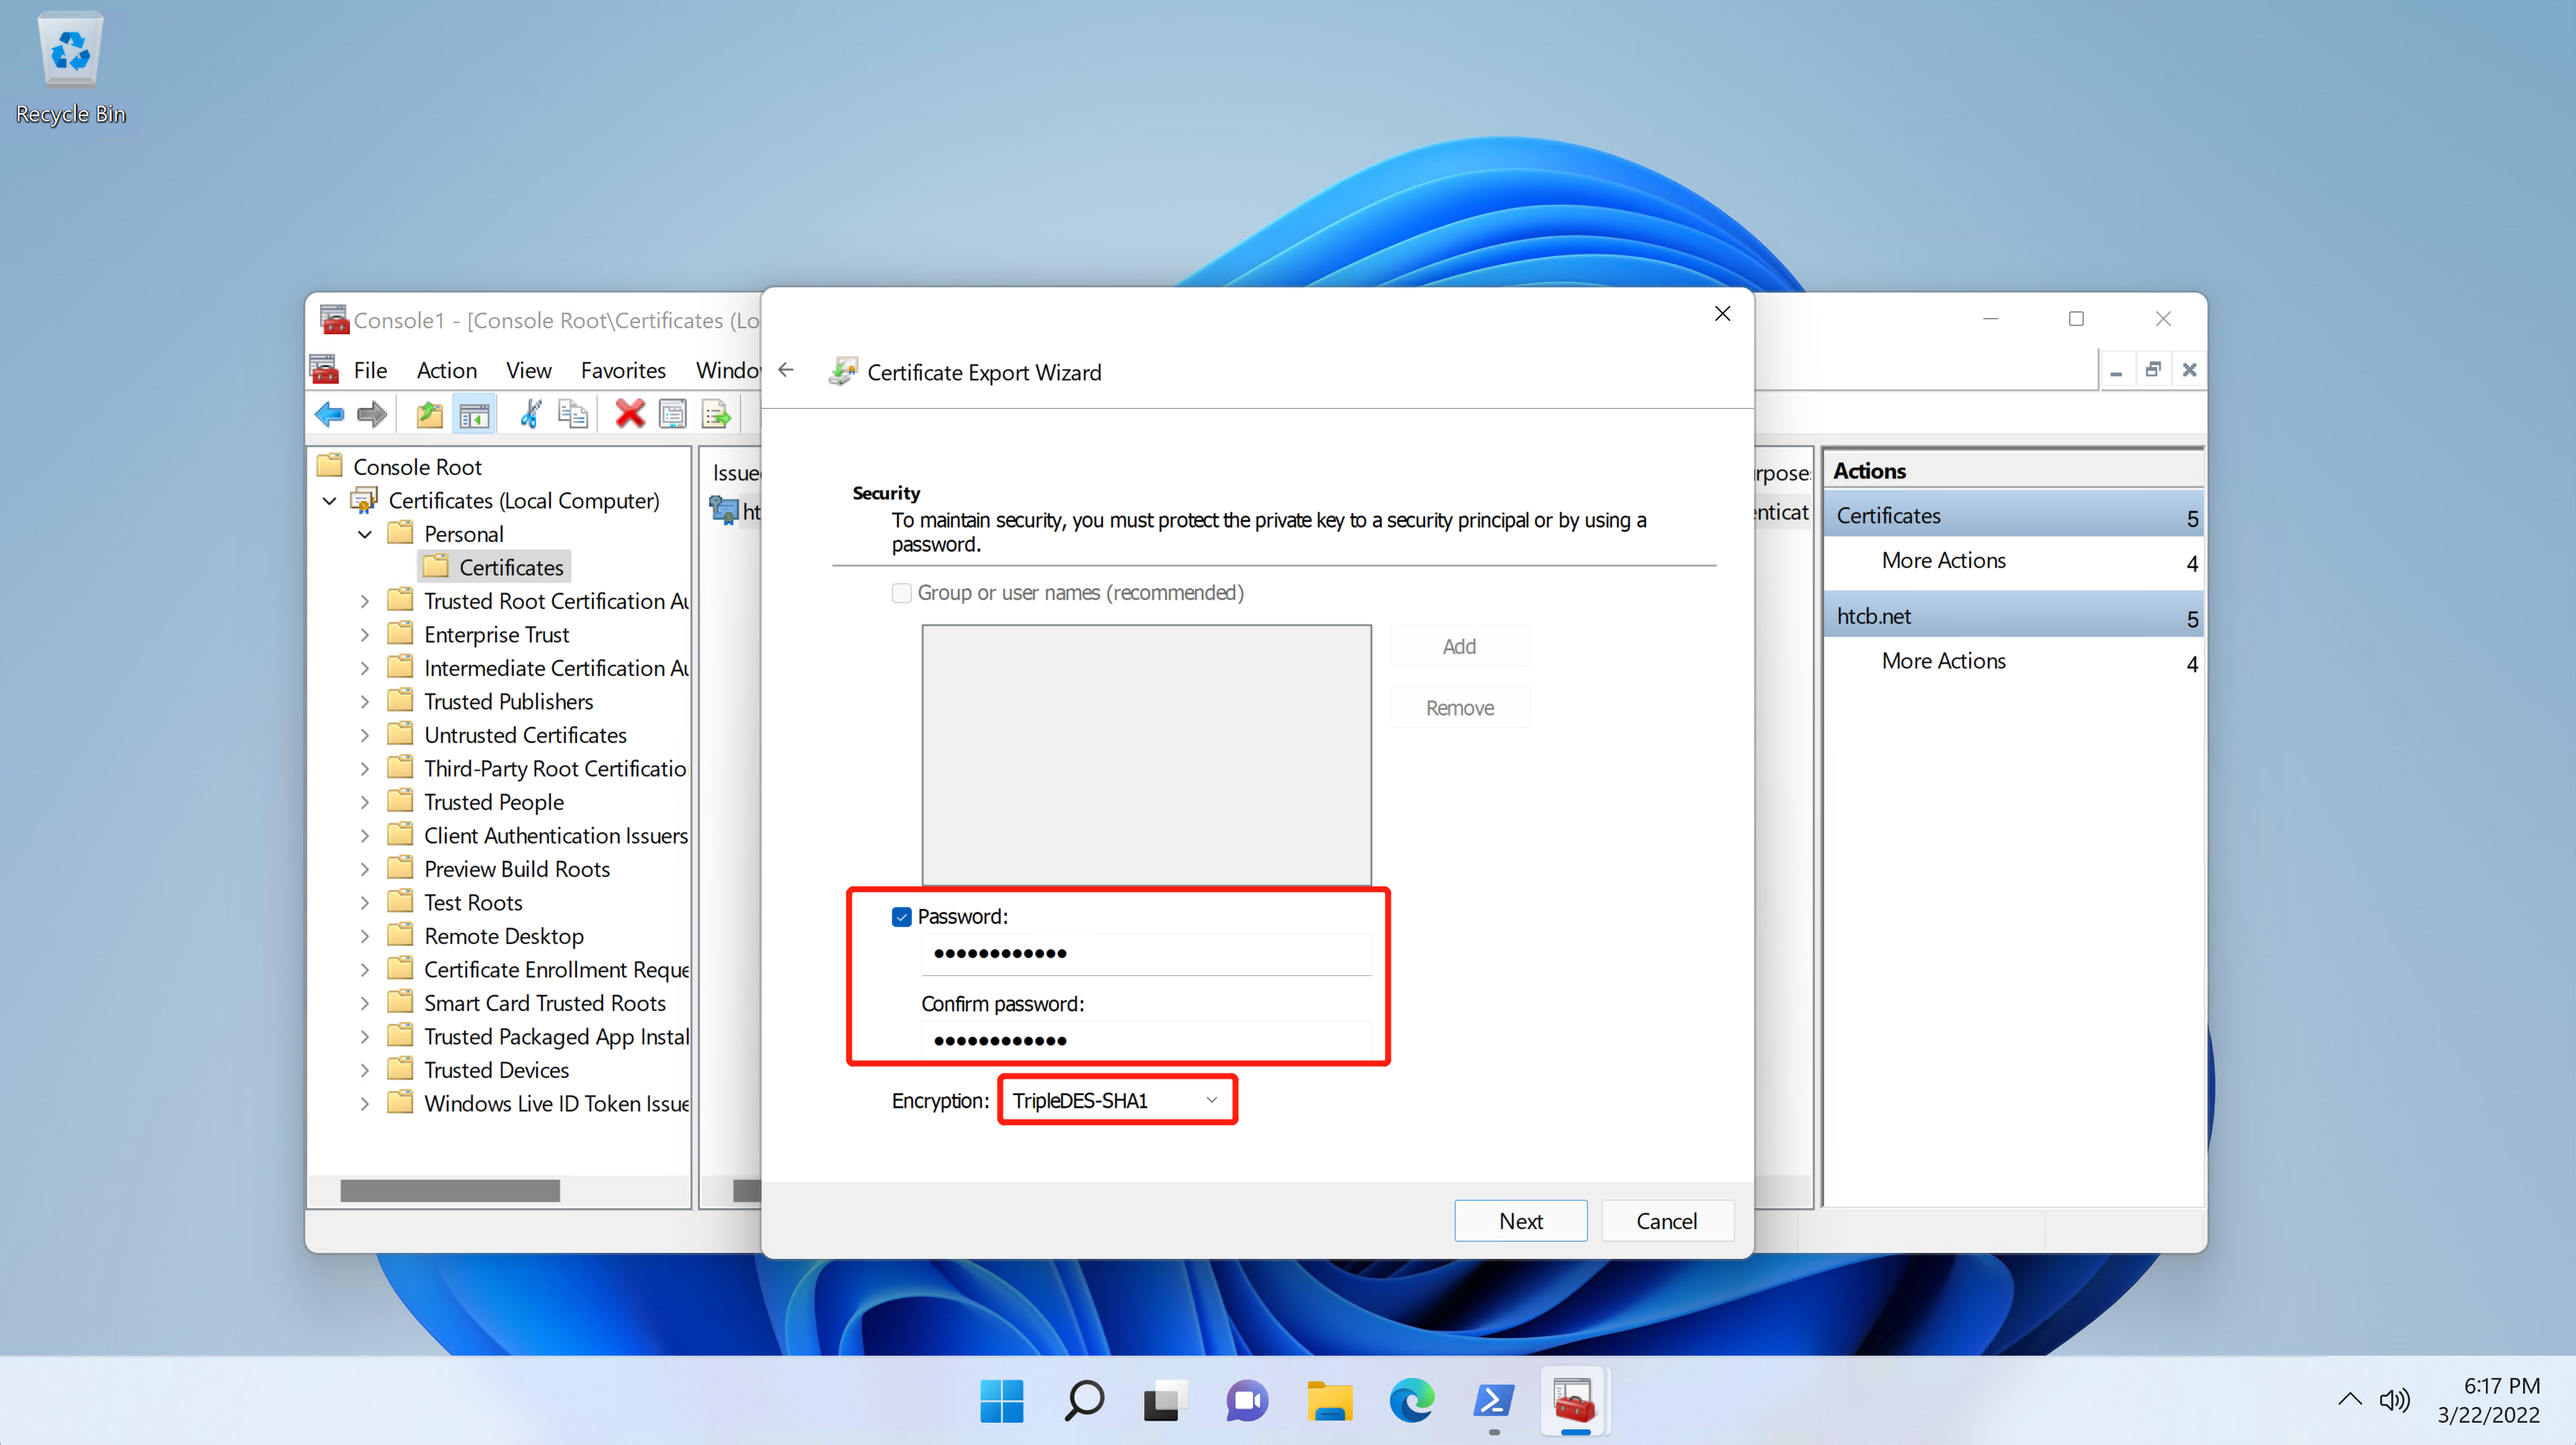 Recycle Bin
Console1 - [Console Root\Certificates (Lo
File Action View Favorites Windo
Console Root
Certificates (Local Computer)
Personal
Certificates
Trusted Root Certification Au
Enterprise Trust
Intermediate Certification Au
Trusted Publishers
Untrusted Certificates
Third-Party Root Certificatio
Trusted People
Client Authentication Issuers
Preview Build Roots
Test Roots
Remote Desktop
Certificate Enrollment Reque
Smart Card Trusted Roots
Trusted Packaged App Instal
Trusted Devices
Windows Live ID Token Issue
Issue
ht
Certificate Export Wizard
Security
To maintain security, you must protect the private key to a security principal or by using a
password.
Group or user names (recommended)
Add
Remove
Password:
●●●●●●●●●●●●
Confirm password:
●●●●●●●●●●●●
Encryption: TripleDES-SHA1
Next Cancel
rpose
enticat
Actions
Certificates 5
More Actions 4
htcb.net 5
More Actions 4
6:17 PM
3/22/2022